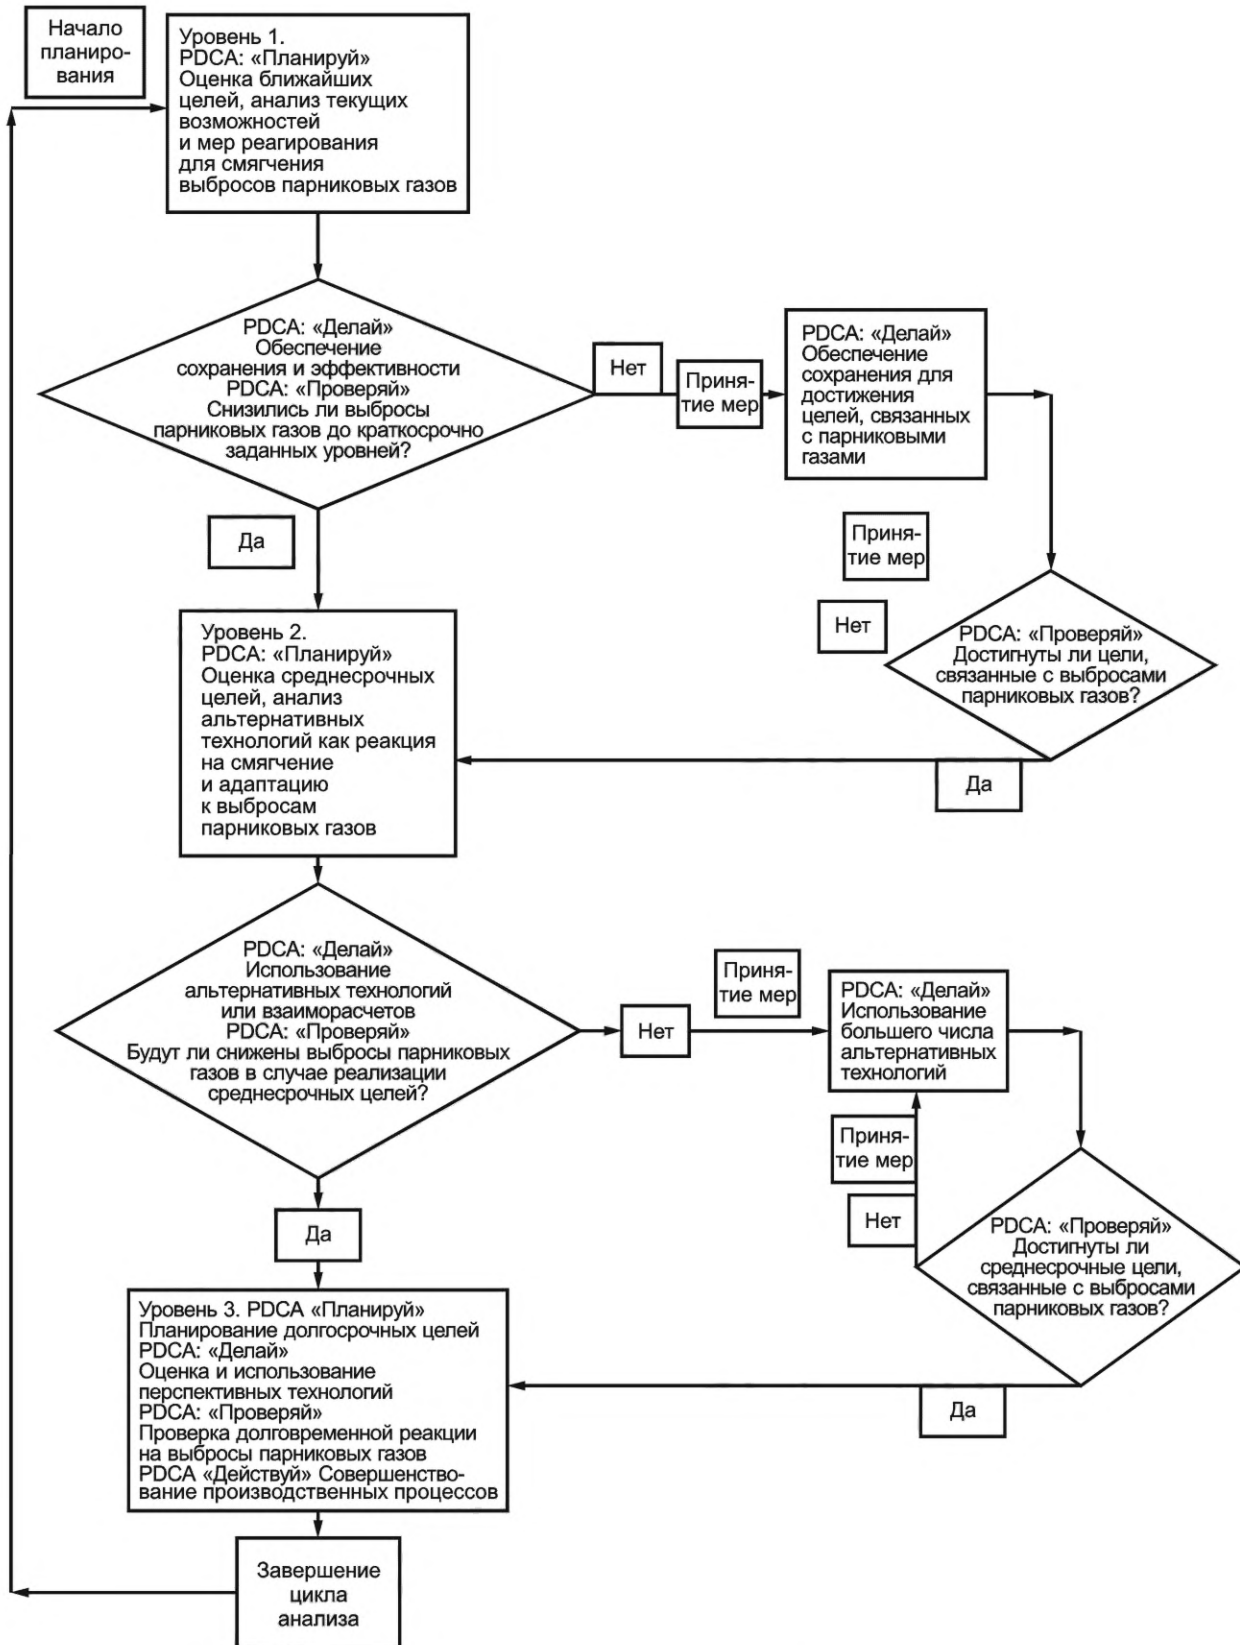 Начало
планиро-
вания
Уровень 1.
PDCA: «Планируй»
Оценка ближайших
целей, анализ текущих
возможностей
и мер реагирования
для смягчения
выбросов парниковых газов
PDCA: «Делай»
Обеспечение
сохранения и эффективности
PDCA: «Проверяй»
Снизились ли выбросы
парниковых газов до краткосрочно
заданных уровней?
Нет
Приня-
тие мер
PDCA: «Делай»
Обеспечение
сохранения для
достижения
целей, связанных
с парниковыми
газами
Да
Приня-
тие мер
Нет
PDCA: «Проверяй»
Достигнуты ли цели,
связанные с выбросами
парниковых газов?
Да
Уровень 2.
PDCA: «Планируй»
Оценка среднесрочных
целей, анализ
альтернативных
технологий как реакция
на смягчение
и адаптацию
к выбросам
парниковых газов
PDCA: «Делай»
Использование
альтернативных технологий
или взаиморасчетов
PDCA: «Проверяй»
Будут ли снижены выбросы парниковых
газов в случае реализации
среднесрочных целей?
Нет
Приня-
тие мер
PDCA: «Делай»
Использование
большего числа
альтернативных
технологий
Приня-
тие мер
Нет
PDCA: «Проверяй»
Достигнуты ли
среднесрочные цели,
связанные с выбросами
парниковых газов?
Да
Да
Уровень 3. PDCA «Планируй»
Планирование долгосрочных целей
PDCA: «Делай»
Оценка и использование
перспективных технологий
PDCA: «Проверяй»
Проверка долговременной реакции
на выбросы парниковых газов
PDCA «Действуй» Совершенство-
вание производственных процессов
Завершение
цикла
анализа